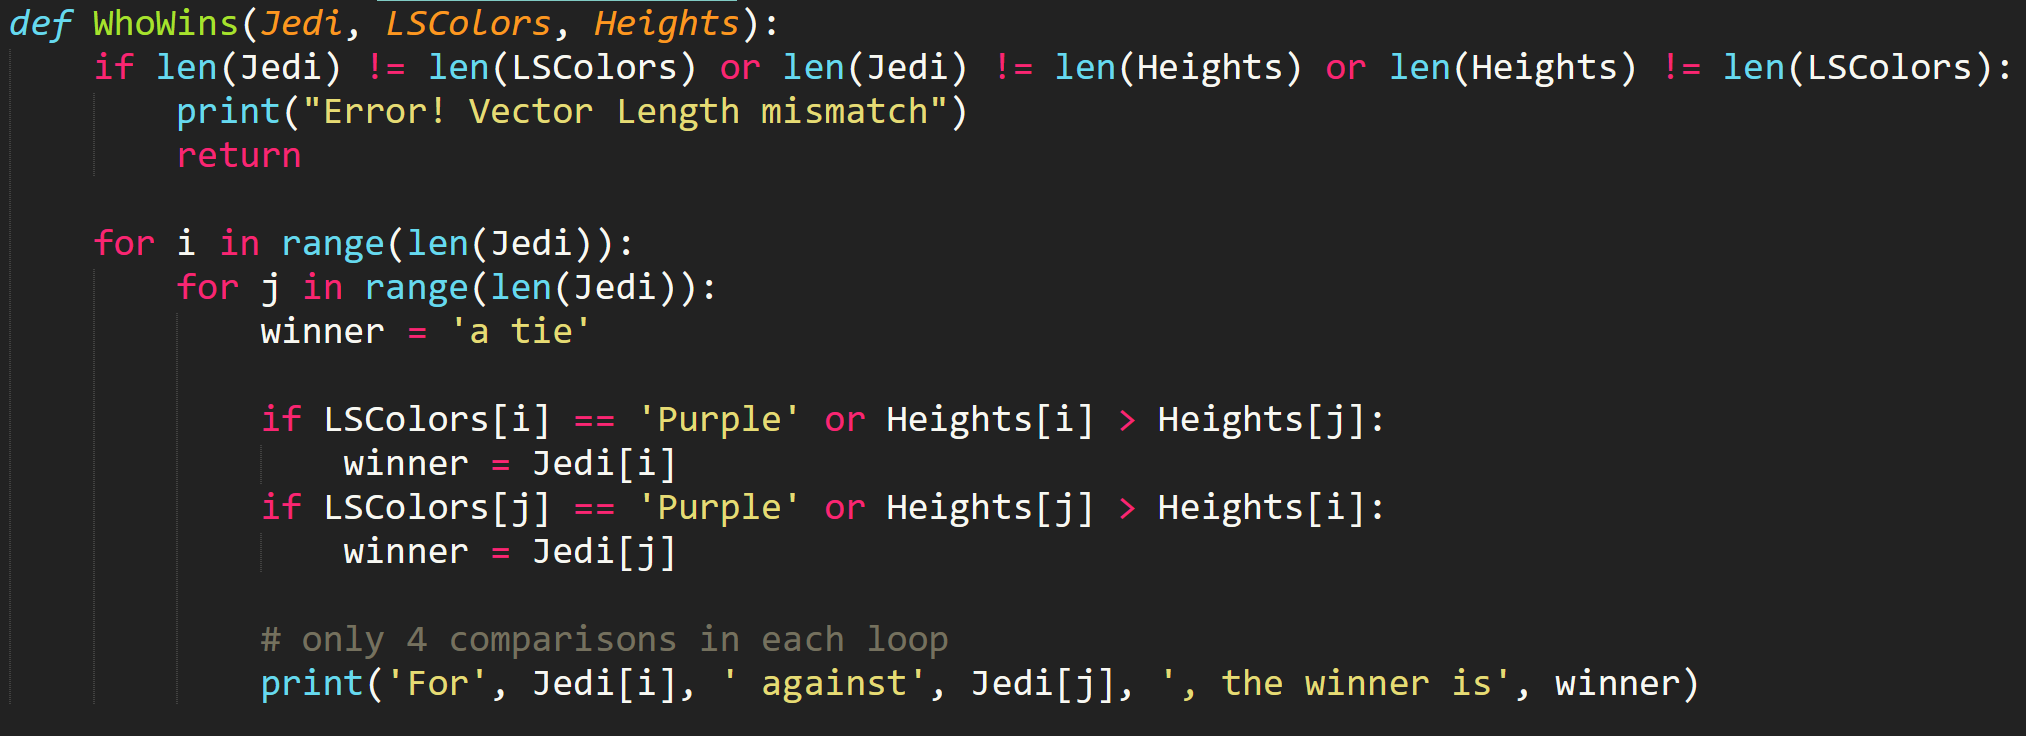 def WhoWins(Jedi, LSColors, Heights):
    if len(Jedi) != len(LSColors) or len(Jedi) != len(Heights) or len(Heights) != len(LSColors):
        print("Error! Vector Length mismatch")
        return

    for i in range(len(Jedi)):
        for j in range(len(Jedi)):
            winner = 'a tie'

            if LSColors[i] == 'Purple' or Heights[i] > Heights[j]:
                winner = Jedi[i]
            if LSColors[j] == 'Purple' or Heights[j] > Heights[i]:
                winner = Jedi[j]

            # only 4 comparisons in each loop
            print('For', Jedi[i], ' against', Jedi[j], ', the winner is', winner)